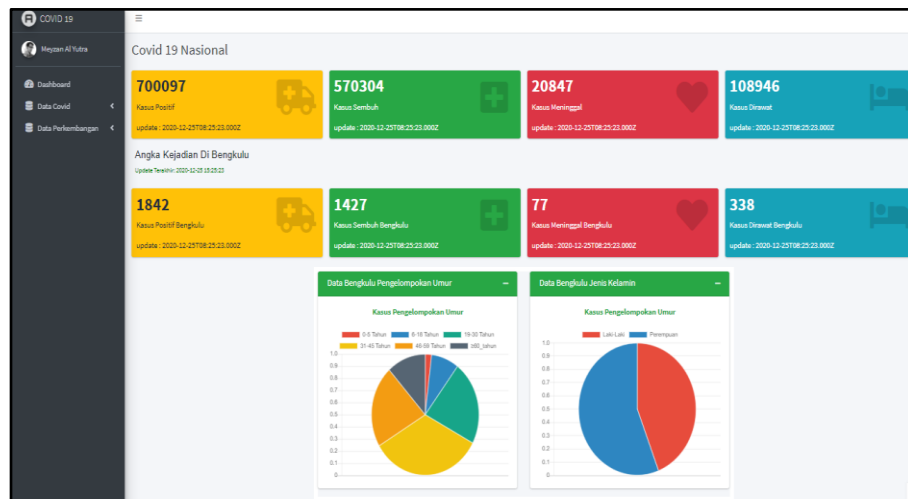 COVID 19
Meyzan Al Yutra
Dashboard
Data Covid
Data Perkembangan
Covid 19 Nasional
700097
Kasus Positif
update : 2020-12-25T08:25:23.000Z
570304
Kasus Sembuh
update : 2020-12-25T08:25:23.000Z
20847
Kasus Meninggal
update : 2020-12-25T08:25:23.000Z
108946
Kasus Dirawat
update : 2020-12-25T08:25:23.000Z
Angka Kejadian Di Bengkulu
Update Terakhir: 2020-12-25 15:25:23
1842
Kasus Positif Bengkulu
update : 2020-12-25T08:25:23.000Z
1427
Kasus Sembuh Bengkulu
update : 2020-12-25T08:25:23.000Z
77
Kasus Meninggal Bengkulu
update : 2020-12-25T08:25:23.000Z
338
Kasus Dirawat Bengkulu
update : 2020-12-25T08:25:23.000Z
Data Bengkulu Pengelompokan Umur
Kasus Pengelompokan Umur
0-5 Tahun 6-18 Tahun 19-30 Tahun
31-45 Tahun 46-59 Tahun ≥60_tahun
1.0
0.9
0.8
0.7
0.6
0.5
0.4
0.3
0.2
0.1
0
Data Bengkulu Jenis Kelamin
Kasus Pengelompokan Umur
Laki-Laki Perempuan
1.0
0.9
0.8
0.7
0.6
0.5
0.4
0.3
0.2
0.1
0